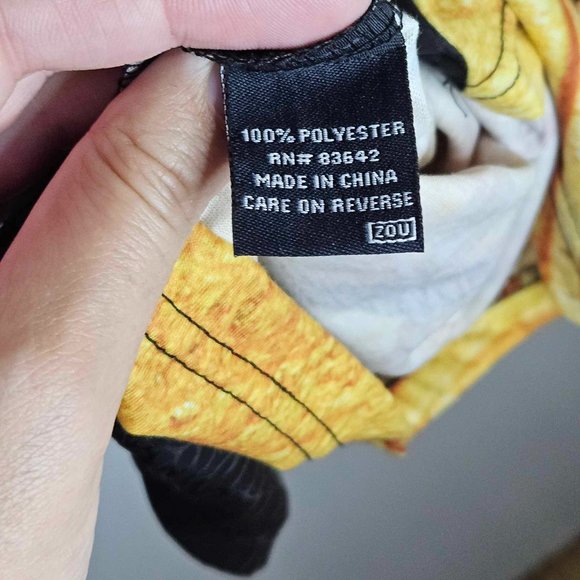 100% POLYESTER
RN# 83642
MADE IN CHINA
CARE ON REVERSE
ZOU